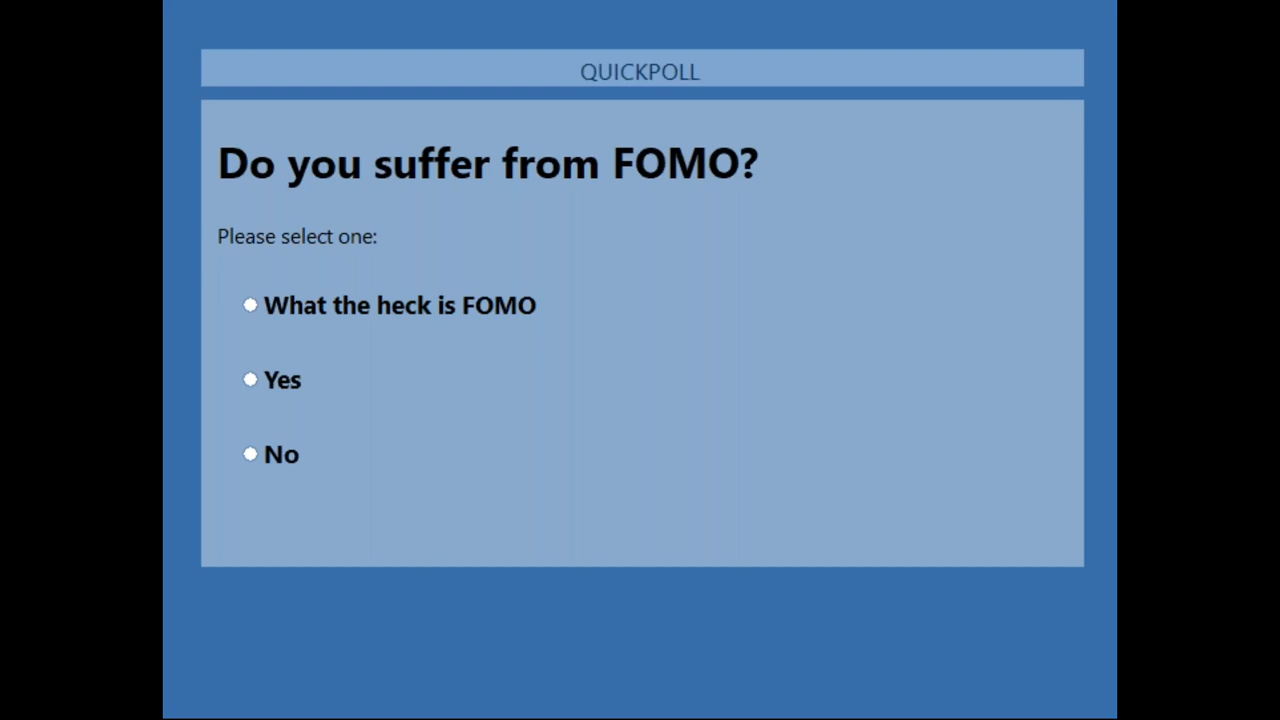 QUICKPOLL
Do you suffer from FOMO?
Please select one:
What the heck is FOMO
Yes
No